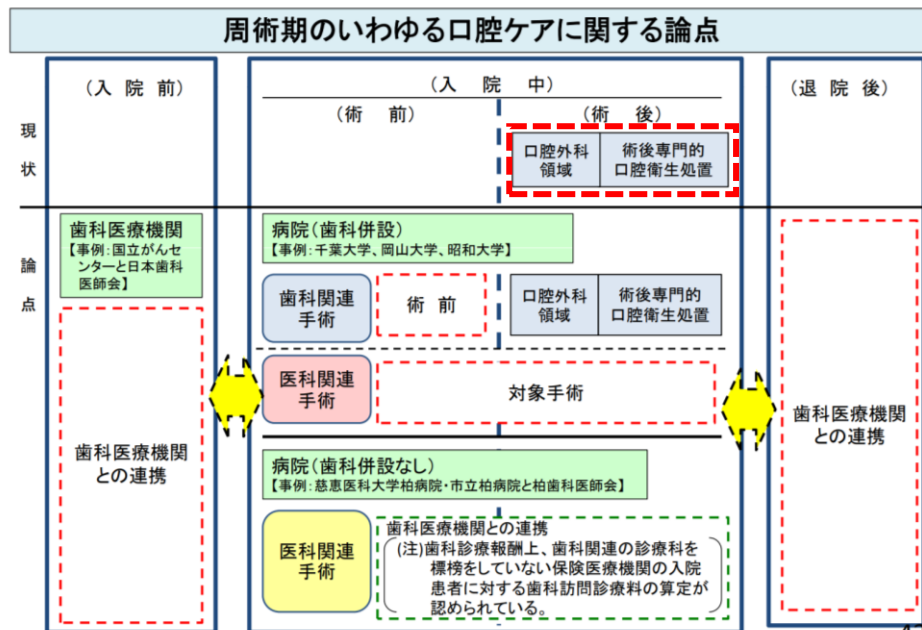 周術期のいわゆる口腔ケアに関する論点
(入 院 前)
(入 院 中)
(退 院 後)
(術 前)
(術 後)
現
状
口腔外科
領域
術後専門的
口腔衛生処置
論
点
歯科医療機関
【事例:国立がんセ
ンターと日本歯科
医師会】
歯科医療機関
との連携
病院(歯科併設)
【事例:千葉大学、岡山大学、昭和大学】
歯科関連
手術
術 前
口腔外科
領域
術後専門的
口腔衛生処置
医科関連
手術
対象手術
病院(歯科併設なし)
【事例:慈恵医科大学柏病院・市立柏病院と柏歯科医師会】
医科関連
手術
歯科医療機関との連携
(注)歯科診療報酬上、歯科関連の診療科を
標榜をしていない保険医療機関の入院
患者に対する歯科訪問診療料の算定が
認められている。
歯科医療機関
との連携